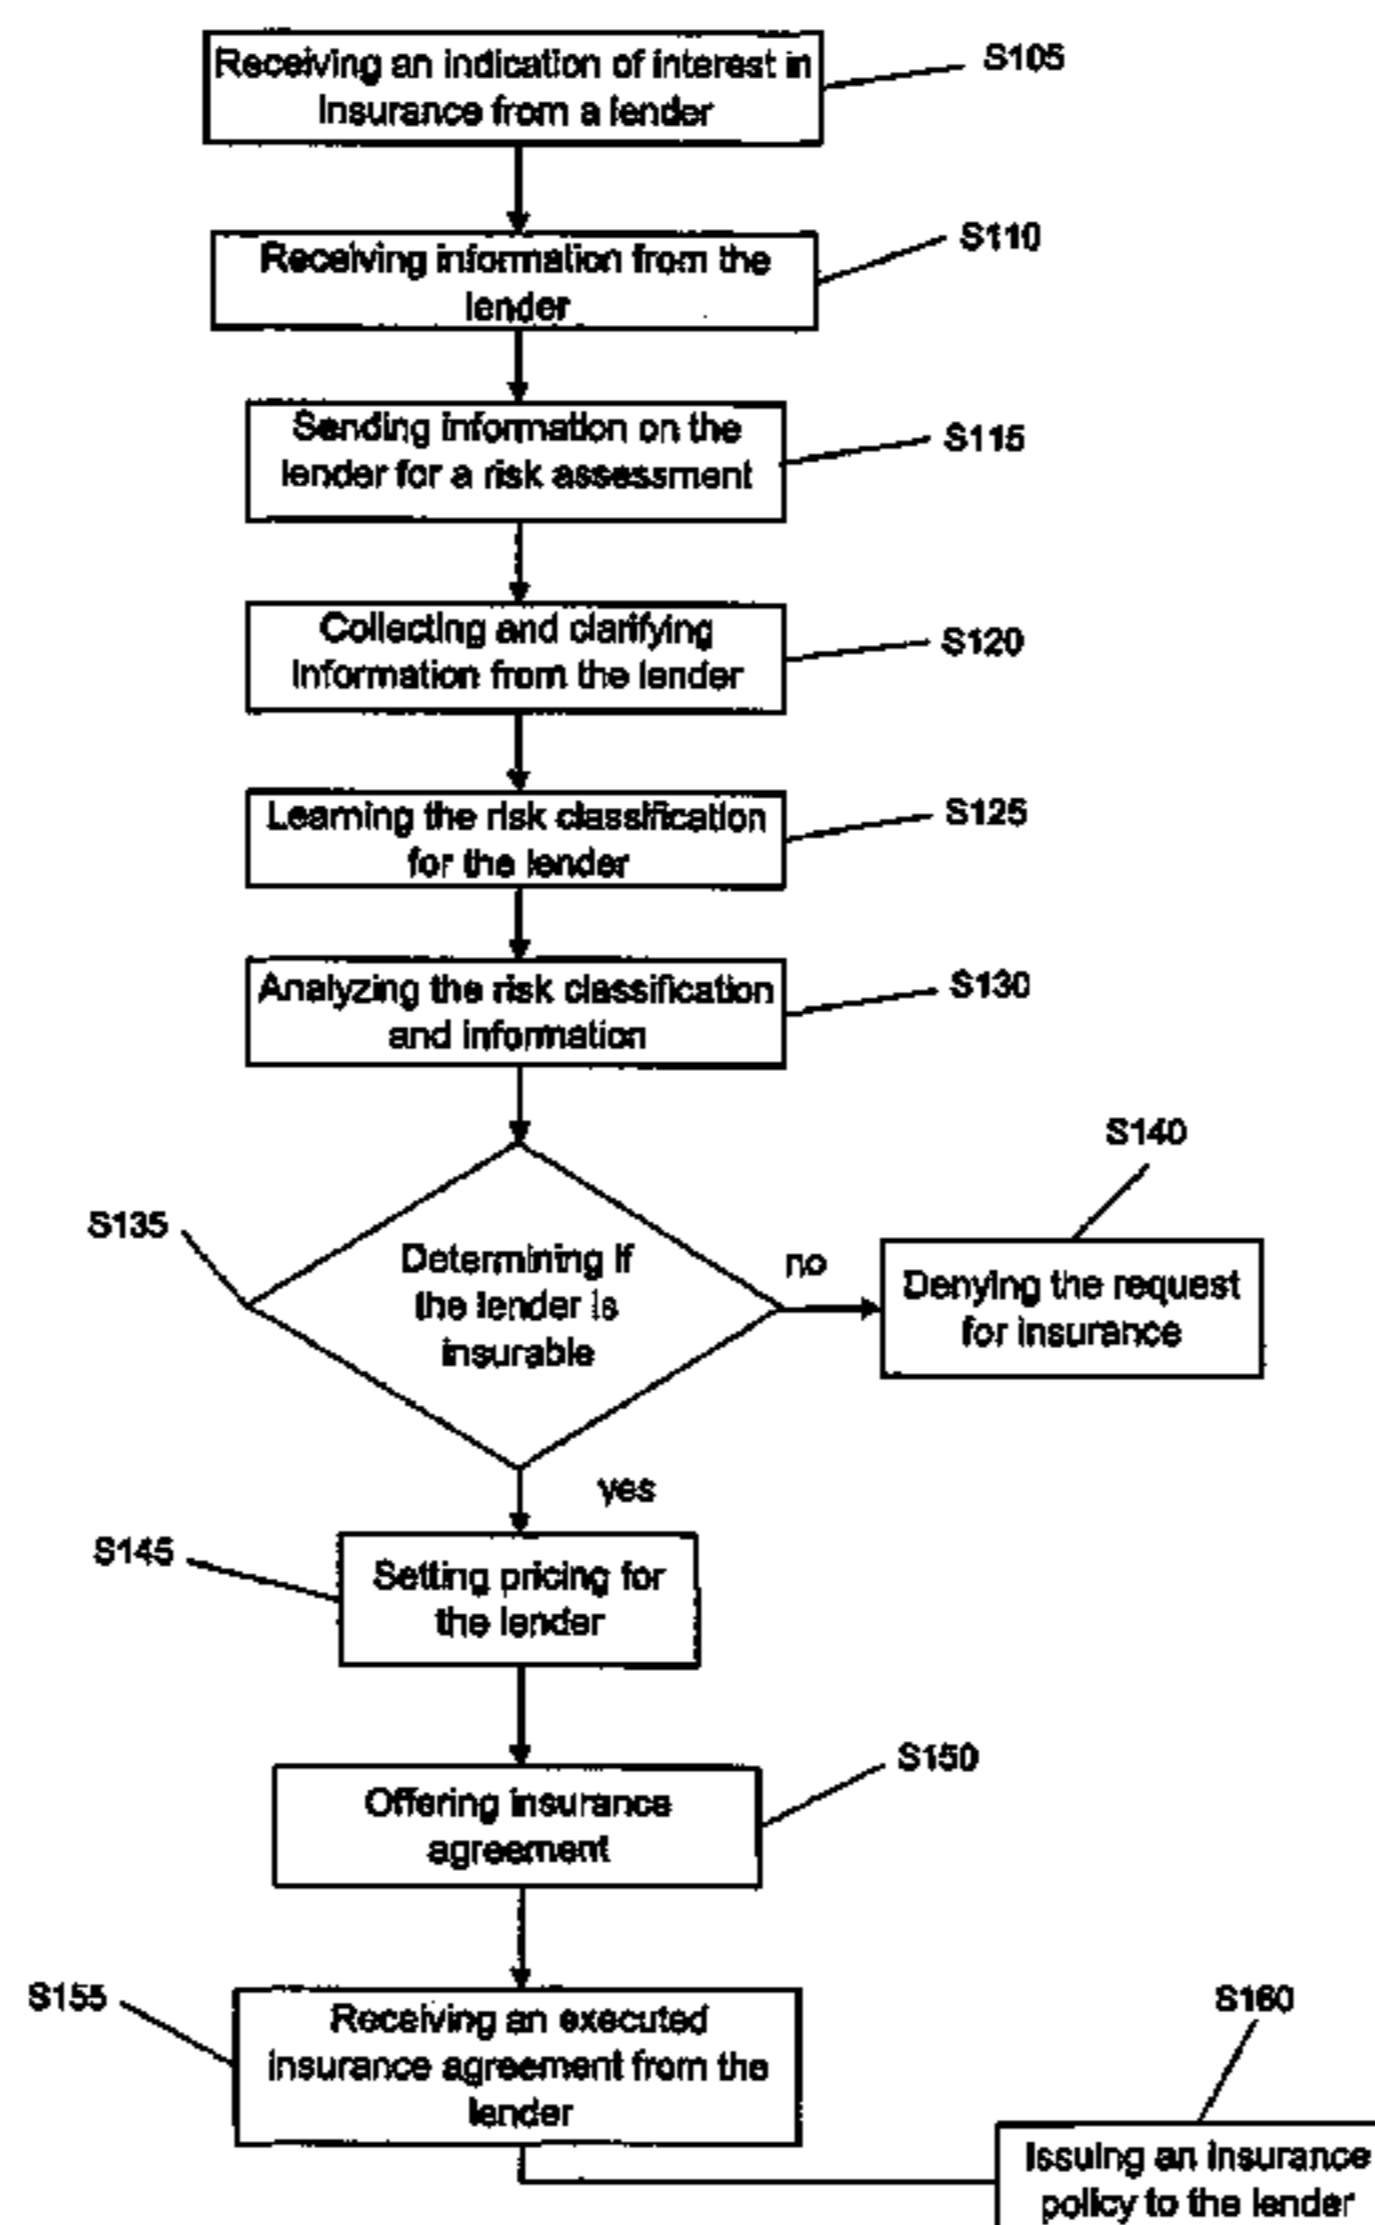 Receiving an indication of interest in
Insurance from a lender
S105
Receiving information from the
lender
S110
Sending information on the
lender for a risk assessment
S115
Collecting and clarifying
Information from the lender
S120
Learning the risk classification
for the lender
S125
Analyzing the risk classification
and information
S130
S135
Determining if
the lender is
insurable
no
S140
Denying the request
for insurance
yes
S145
Setting pricing for
the lender
S150
Offering insurance
agreement
S155
Receiving an executed
insurance agreement from the
lender
S160
Issuing an insurance
policy to the lender